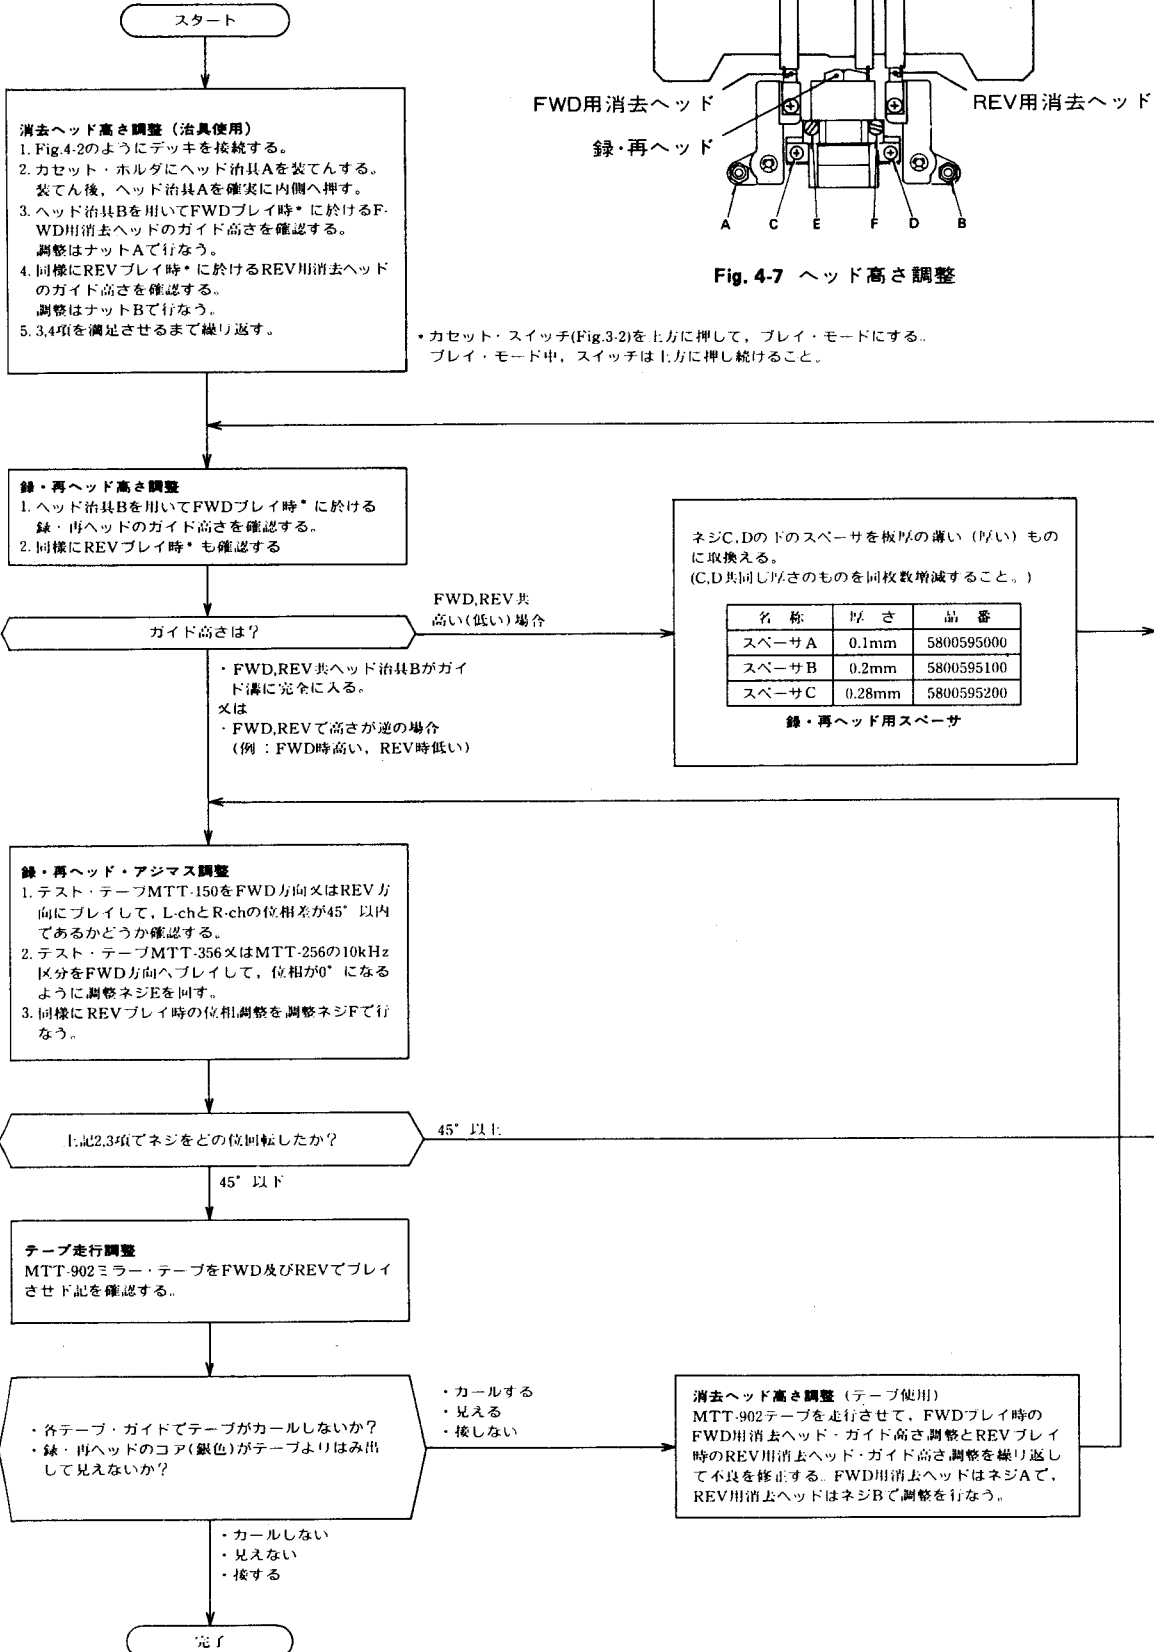 スタート
消去ヘッド高さ調整（治具使用）
1. Fig.4-2のようにデッキを接続する。
2. カセット・ホルダにヘッド治具Aを装てんする。
装てん後，ヘッド治具Aを確実に内側へ押す。
3. ヘッド治具Bを用いてFWDプレイ時* に於けるF-
WD用消去ヘッドのガイド高さを確認する。
調整はナットAで行なう。
4. 同様にREVプレイ時* に於けるREV用消去ヘッド
のガイド高さを確認する。
調整はナットBで行なう。
5. 3,4項を満足させるまで繰り返す。
FWD用消去ヘッド
REV用消去ヘッド
録・再ヘッド
A C E F D B
Fig. 4-7 ヘッド高さ調整
* カセット・スイッチ(Fig.3-2)を上方に押して，プレイ・モードにする。
プレイ・モード中，スイッチは上方に押し続けること。
録・再ヘッド高さ調整
1. ヘッド治具Bを用いてFWDプレイ時* に於ける
録・再ヘッドのガイド高さを確認する。
2. 同様にREVプレイ時* も確認する
ガイド高さは？
FWD,REV共
高い(低い)場合
ネジC,Dの下のスペーサを板厚の薄い（厚い）もの
に取換える。
(C,D共同じ厚さのものを同枚数増減すること。)
名 称 厚 さ 品 番
スペーサA 0.1mm 5800595000
スペーサB 0.2mm 5800595100
スペーサC 0.28mm 5800595200
録・再ヘッド用スペーサ
・FWD,REV共ヘッド治具Bがガイ
ド溝に完全に入る。
又は
・FWD,REVで高さが逆の場合
(例：FWD時高い，REV時低い)
録・再ヘッド・アジマス調整
1. テスト・テープMTT-150をFWD方向又はREV方
向にプレイして，L-chとR-chの位相差が45°以内
であるかどうか確認する。
2. テスト・テープMTT-356又はMTT-256の10kHz
区分をFWD方向へプレイして，位相が0°になる
ように調整ネジEを回す。
3. 同様にREVプレイ時の位相調整を調整ネジFで行
なう。
上記2,3項でネジをどの位回転したか？
45°以上
45°以下
テープ走行調整
MTT-902ミラー・テープをFWD及びREVでプレイ
させ下記を確認する。
・各テープ・ガイドでテープがカールしないか？
・録・再ヘッドのコア(銀色)がテープよりはみ出
して見えないか？
・カールする
・見える
・接しない
消去ヘッド高さ調整（テープ使用）
MTT-902テープを走行させて，FWDプレイ時の
FWD用消去ヘッド・ガイド高さ調整とREVプレイ
時のREV用消去ヘッド・ガイド高さ調整を繰り返し
て不良を修正する。FWD用消去ヘッドはネジAで，
REV用消去ヘッドはネジBで調整を行なう。
・カールしない
・見えない
・接する
完了